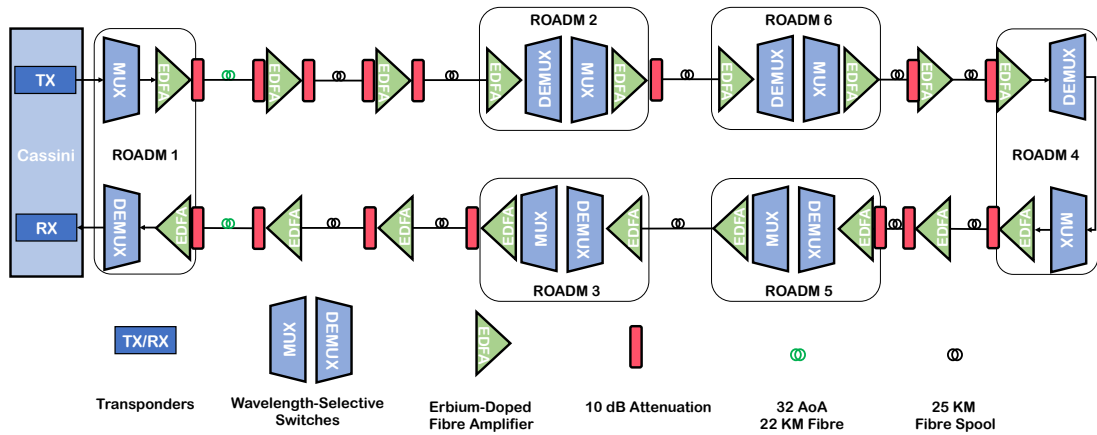 ROADM 2
ROADM 6
TX
MUX
EDFA
EDFA
EDFA
EDFA
DEMUX
MUX
EDFA
EDFA
DEMUX
MUX
EDFA
EDFA
EDFA
DEMUX
Cassini
ROADM 1
ROADM 4
RX
DEMUX
EDFA
EDFA
EDFA
EDFA
MUX
DEMUX
EDFA
EDFA
MUX
DEMUX
EDFA
EDFA
EDFA
MUX
ROADM 3
ROADM 5
TX/RX
MUX
DEMUX
EDFA
Transponders
Wavelength-Selective
Switches
Erbium-Doped
Fibre Amplifier
10 dB Attenuation
32 AoA
22 KM Fibre
25 KM
Fibre Spool